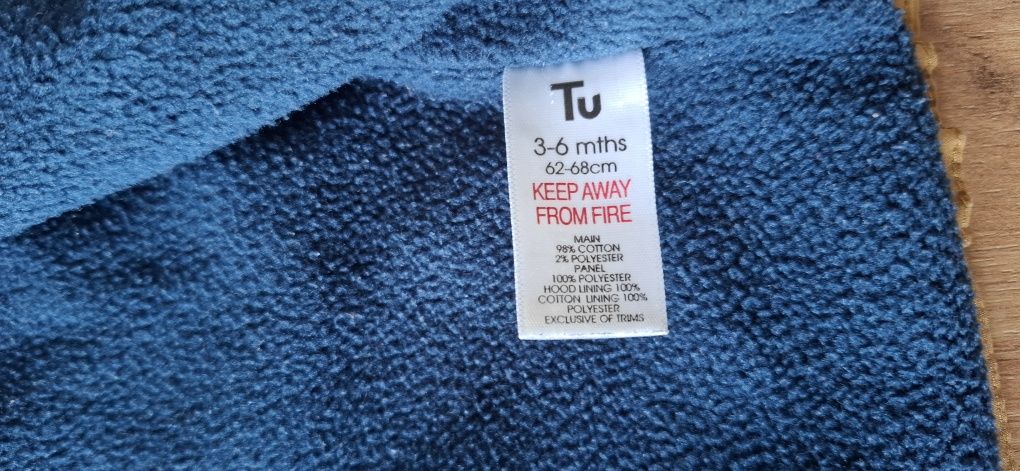 Tu
3-6 mths
62-68cm
KEEP AWAY
FROM FIRE
MAIN
98% COTTON
2% POLYESTER
PANEL
100% POLYESTER
HOOD LINING 100%
COTTON LINING 100%
POLYESTER
EXCLUSIVE OF TRIMS